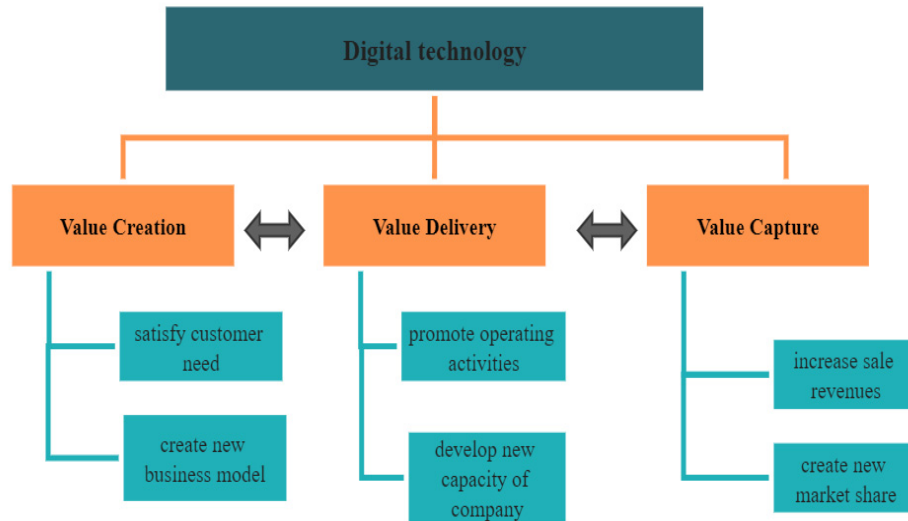 Digital technology
Value Creation
Value Delivery
Value Capture
satisfy customer
need
create new
business model
promote operating
activities
develop new
capacity of
company
increase sale
revenues
create new
market share